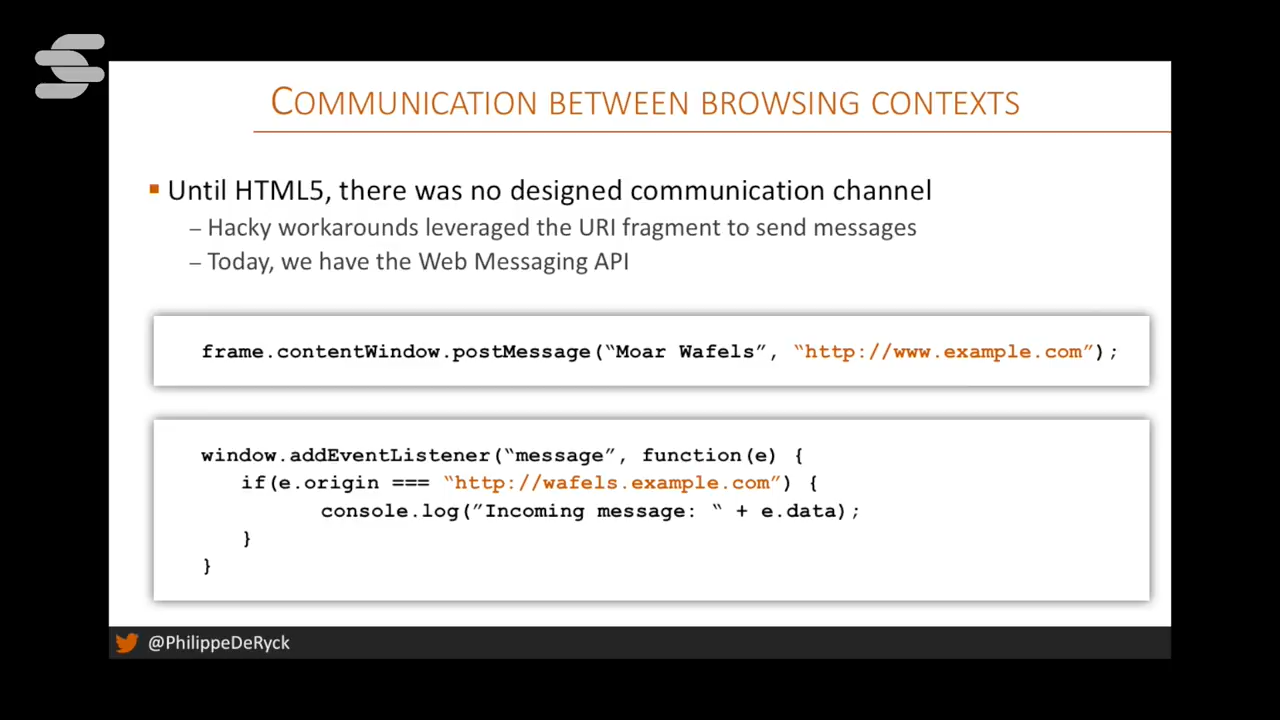 COMMUNICATION BETWEEN BROWSING CONTEXTS
Until HTML5, there was no designed communication channel
– Hacky workarounds leveraged the URI fragment to send messages
– Today, we have the Web Messaging API
frame.contentWindow.postMessage(“Moar Wafels”, “http://www.example.com”);
window.addEventListener(“message”, function(e) {
if(e.origin === “http://wafels.example.com”) {
console.log(”Incoming message: “ + e.data);
}
}
@PhilippeDeRyck